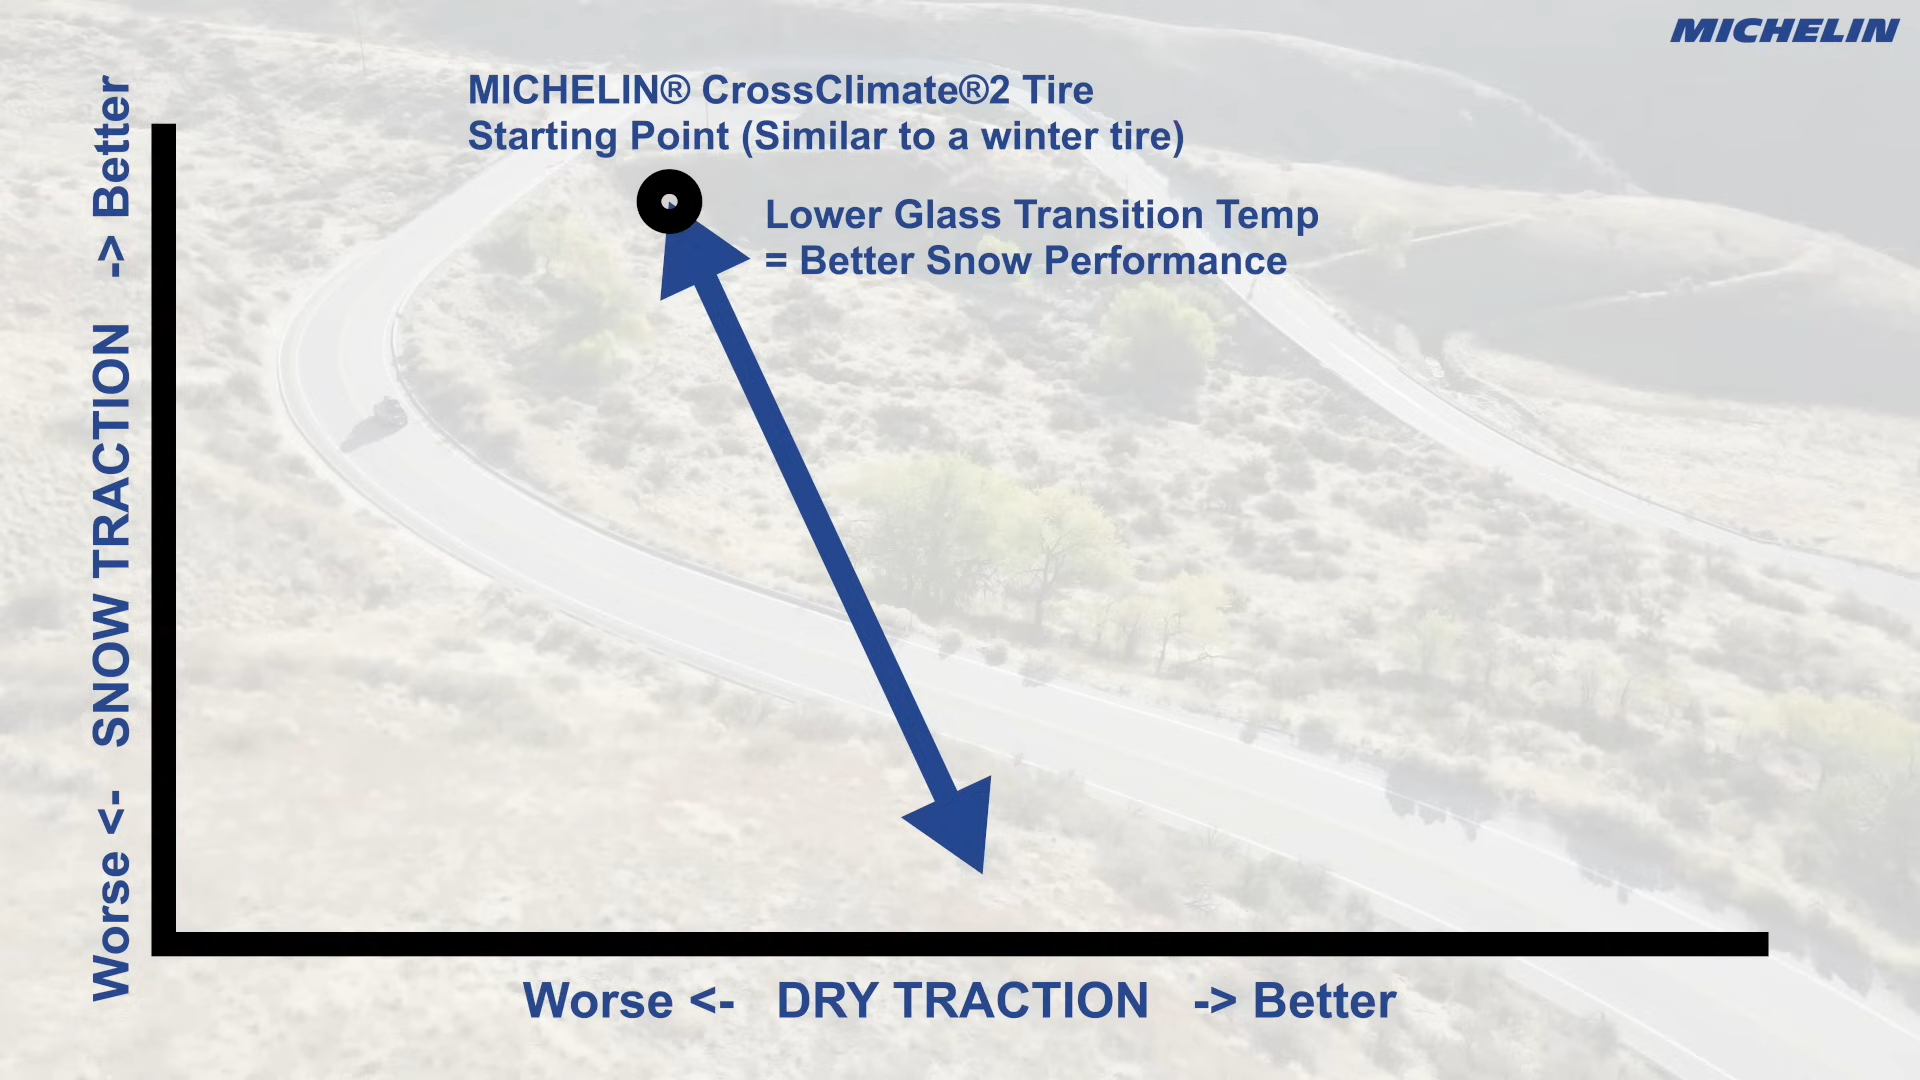 MICHELIN
MICHELIN® CrossClimate®2 Tire
Starting Point (Similar to a winter tire)
Lower Glass Transition Temp
= Better Snow Performance
Worse <- SNOW TRACTION -> Better
Worse <- DRY TRACTION -> Better